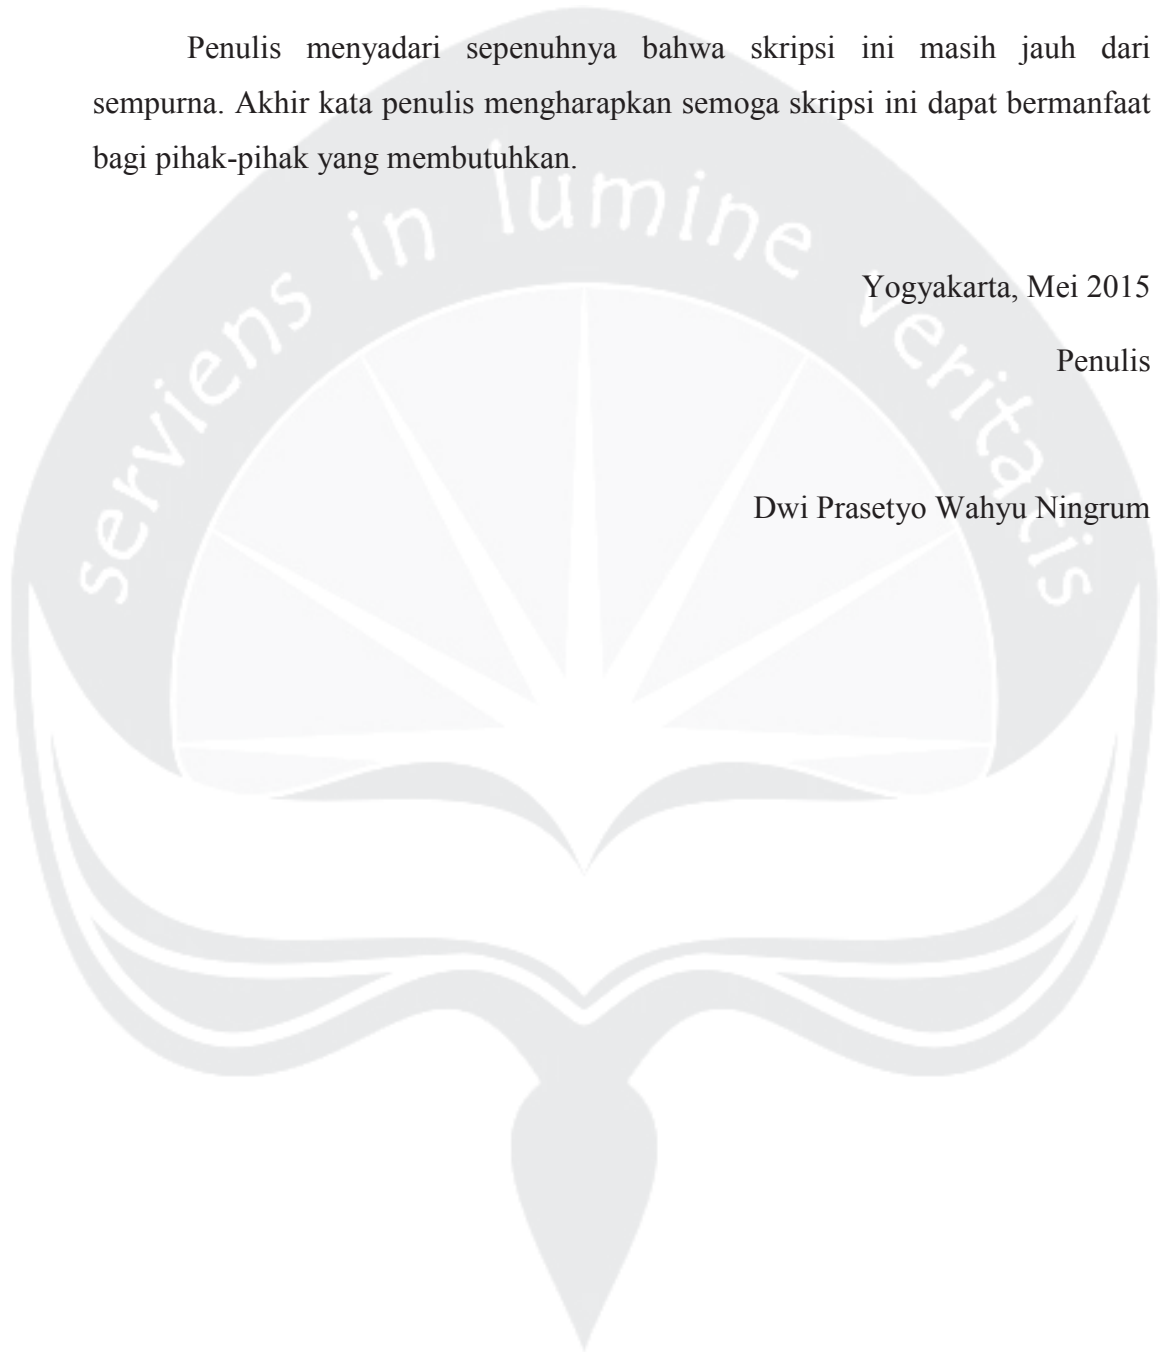 Penulis menyadari sepenuhnya bahwa skripsi ini masih jauh dari
sempurna. Akhir kata penulis mengharapkan semoga skripsi ini dapat bermanfaat
bagi pihak-pihak yang membutuhkan.
serviens in lumine veritatis
Yogyakarta, Mei 2015
Penulis
Dwi Prasetyo Wahyu Ningrum